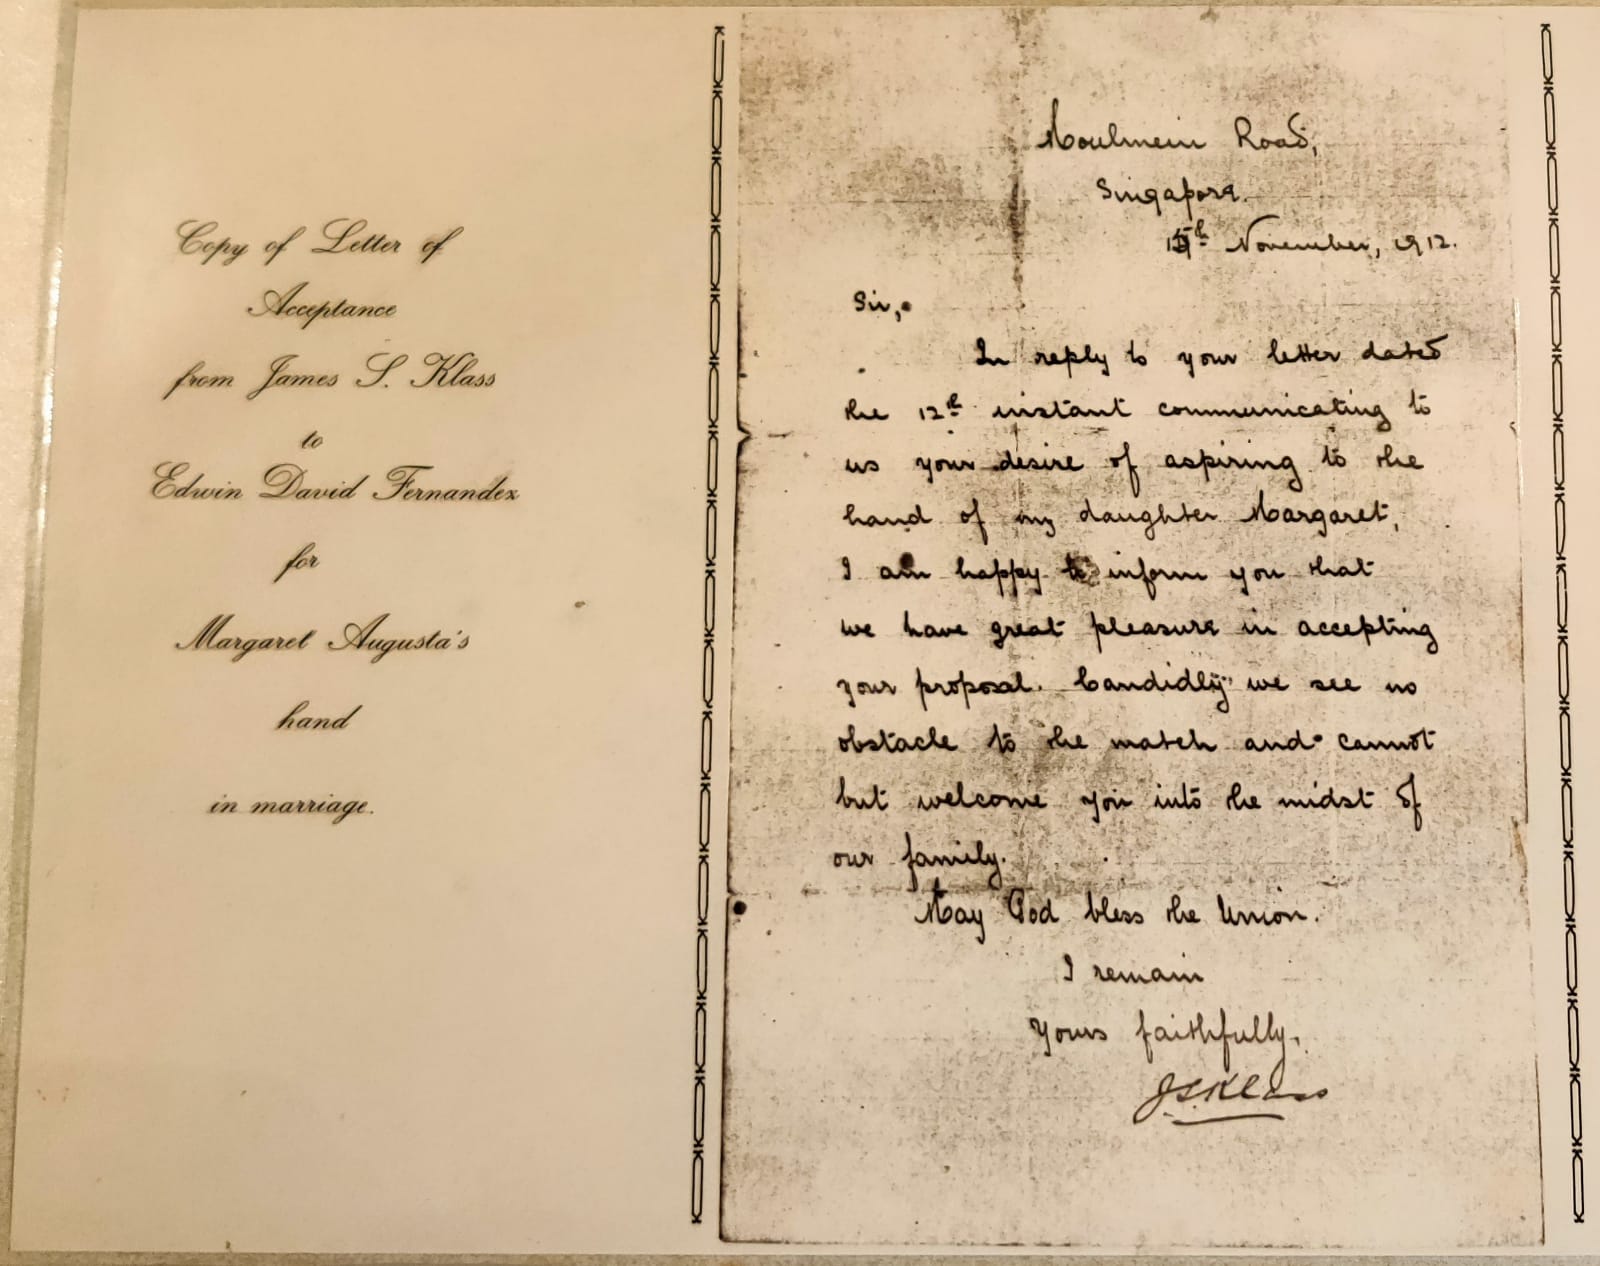 Copy of Letter of
Acceptance
from James S. Klass
to
Edwin David Fernandez
for
Margaret Augusta's
hand
in marriage.
Moulmein Road,
Singapore.
15th November, 1912.
Sir,
In reply to your letter dated
the 12th instant communicating to
us your desire of aspiring to the
hand of my daughter Margaret,
I am happy to inform you that
we have great pleasure in accepting
your proposal. Candidly we see no
obstacle to the match and cannot
but welcome you into the midst of
our family.
May God bless the Union.
I remain
Yours faithfully,
JSKlass